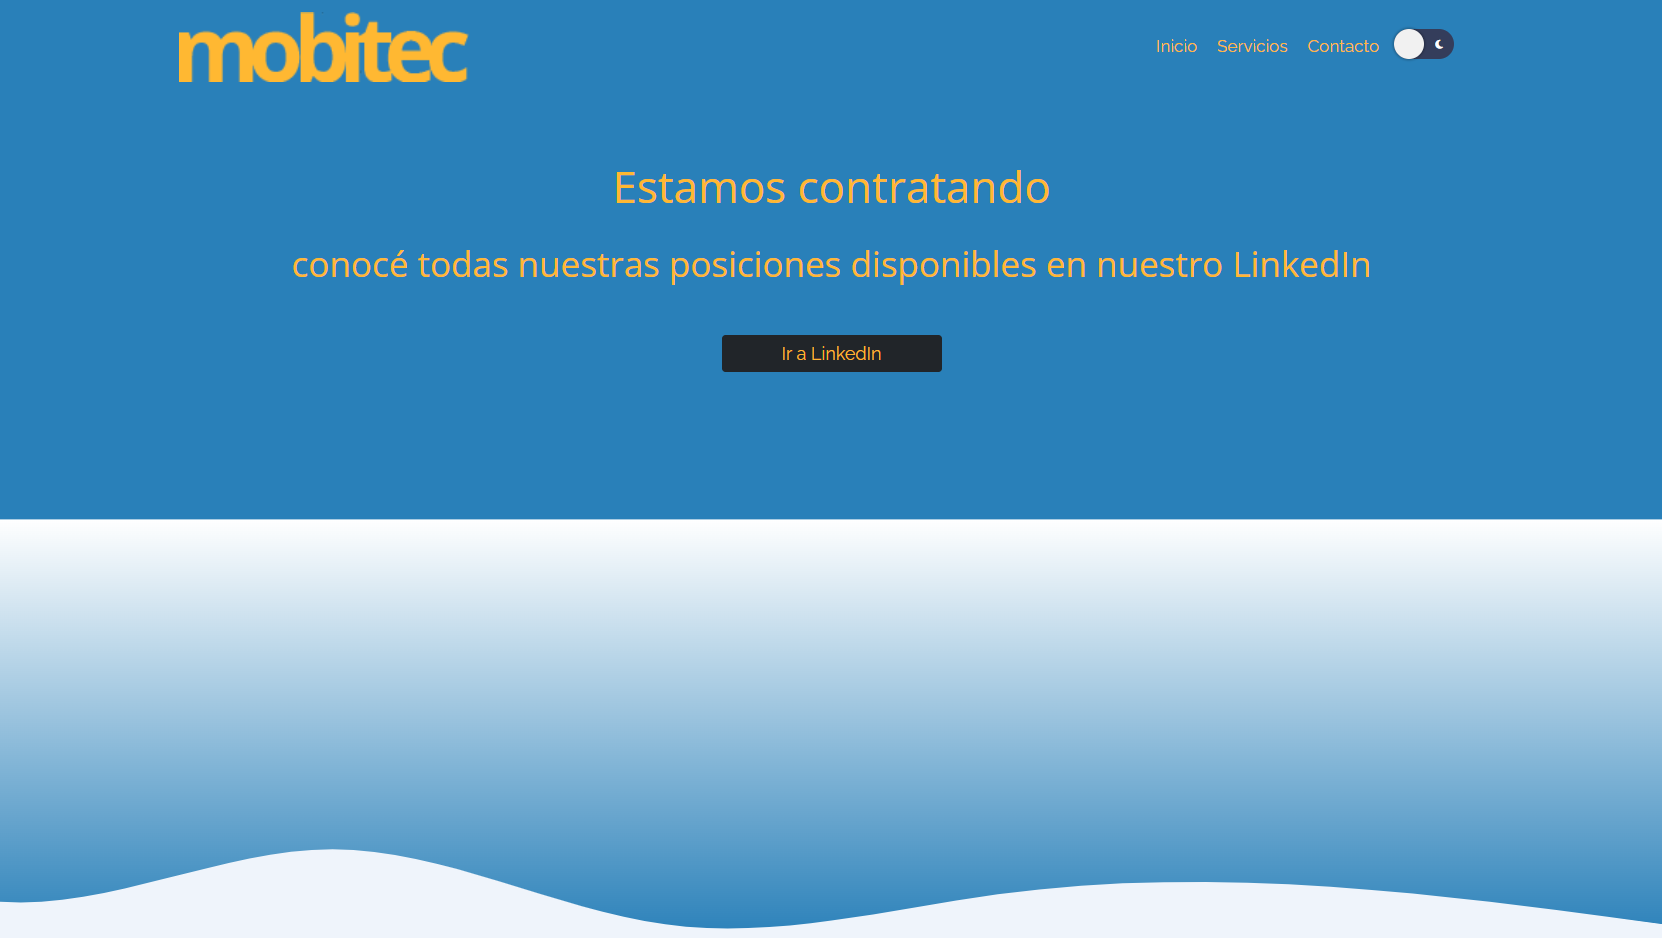 mobitec
Inicio Servicios Contacto
Estamos contratando
conocé todas nuestras posiciones disponibles en nuestro LinkedIn
Ir a LinkedIn